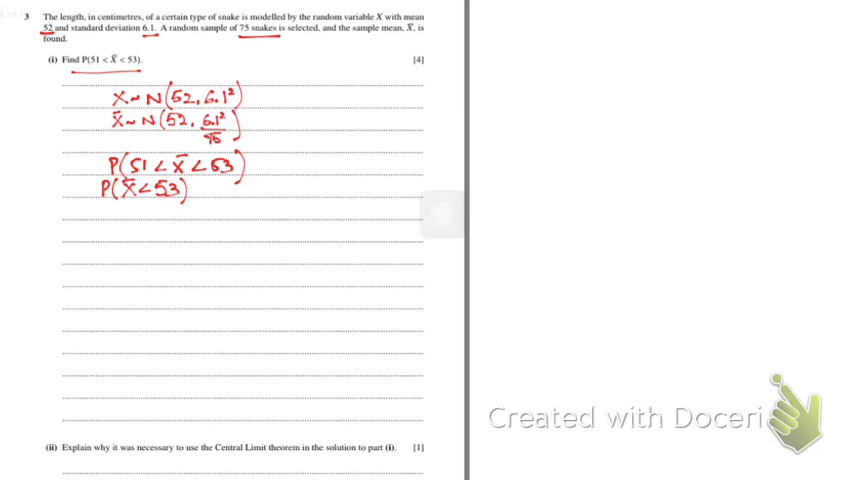 3 The length, in centimetres, of a certain type of snake is modelled by the random variable X with mean
52 and standard deviation 6.1. A random sample of 75 snakes is selected, and the sample mean, X̄, is
found.
(i) Find P(51 < X̄ < 53). [4]
X ~ N(52, 6.1²)
X̄ ~ N(52, 6.1²/75)
P(51 < X̄ < 53)
P(X̄ < 53)
Created with Doceri
(ii) Explain why it was necessary to use the Central Limit theorem in the solution to part (i). [1]